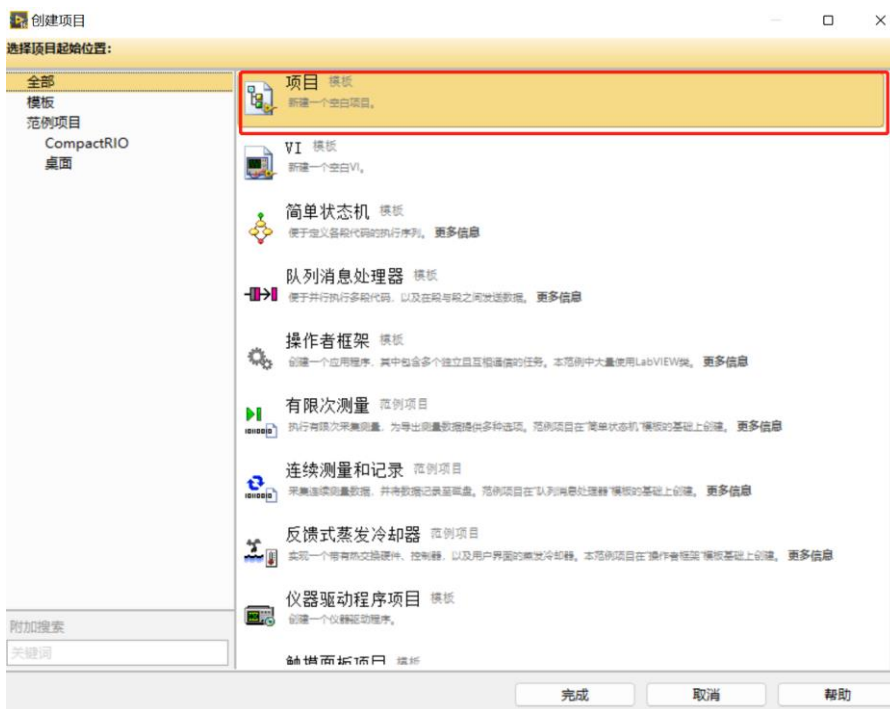 创建项目
选择项目起始位置：
全部
模板
范例项目
CompactRIO
桌面
项目 模板
新建一个空白项目。
VI 模板
新建一个空白VI。
简单状态机 模板
便于定义各段代码的执行序列。 更多信息
队列消息处理器 模板
便于并行执行多段代码，以及在段与段之间发送数据。 更多信息
操作者框架 模板
创建一个应用程序，其中包含多个独立且互相通信的任务。本范例中大量使用LabVIEW类。 更多信息
有限次测量 范例项目
执行有限次采集测量，为导出测量数据提供多种选项。范例项目在"简单状态机"模板的基础上创建。 更多信息
连续测量和记录 范例项目
采集连续测量数据，并将数据记录至磁盘。范例项目在"队列消息处理器"模板的基础上创建。 更多信息
反馈式蒸发冷却器 范例项目
实现一个带有热交换硬件、控制器，以及用户界面的蒸发冷却器。本范例项目在"操作者框架"模板基础上创建。 更多信息
仪器驱动程序项目 模板
创建一个仪器驱动程序。
触摸面板项目 模板
附加搜索
关键词
完成
取消
帮助